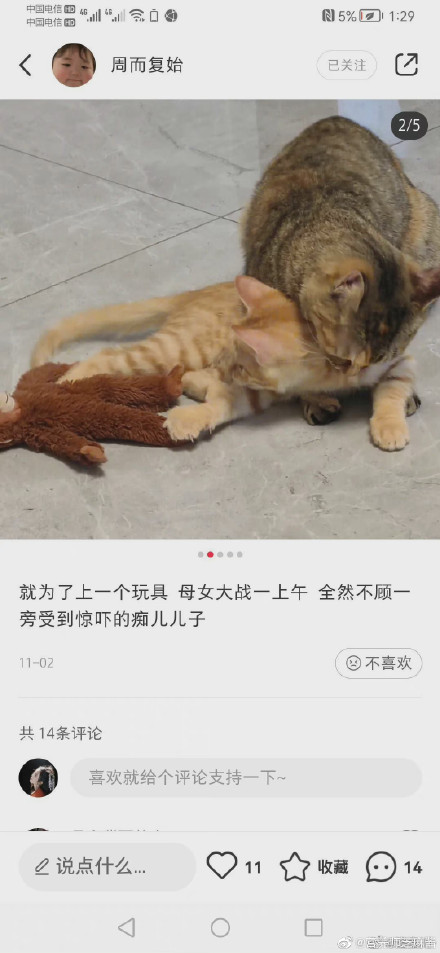 中国电信 HD 4G 4G 5% 1:29
中国电信 HD
周而复始 已关注
2/5
就为了上一个玩具 母女大战一上午 全然不顾一
旁受到惊吓的痴儿儿子
11-02 不喜欢
共 14条评论
喜欢就给个评论支持一下~
说点什么... 11 收藏 14